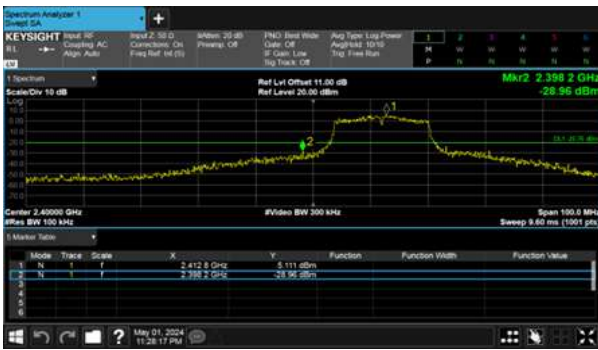 Spectrum Analyzer 1
Swept SA
+
KEYSIGHT
Input: RF
Coupling: AC
Align: Auto
Input Z: 50 Ω
Corrections: On
Freq Ref: Int (S)
#Atten: 20 dB
Preamp: Off
PNO: Best Wide
Gate: Off
IF Gain: Low
Sig Track: Off
Avg Type: Log-Power
Avg|Hold: 10/10
Trig: Free Run
RL
LV
1
M W W W W W
P N N N N N
1 Spectrum
Scale/Div 10 dB
Log
Ref Lvl Offset 11.00 dB
Ref Level 20.00 dBm
Mkr2 2.398 2 GHz
-28.96 dBm
1
2
Center 2.40000 GHz
#Res BW 100 kHz
#Video BW 300 kHz
Span 100.0 MHz
Sweep 9.60 ms (1001 pts)
5 Marker Table
Mode Trace Scale X Y Function Function Width Function Value
1 N 1 f 2.412 8 GHz 5.111 dBm
2 N 1 f 2.398 2 GHz -28.96 dBm
3
4
5
6
?
May 01, 2024
11:28:17 PM